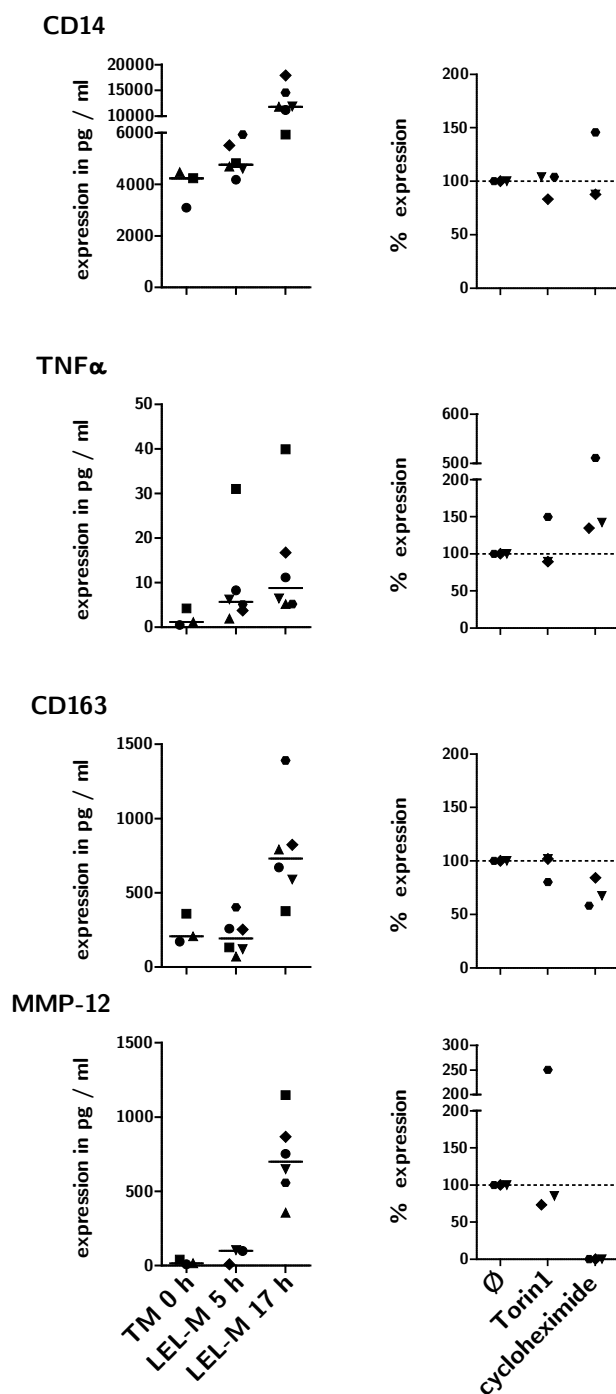 CD14
expression in pg / ml
20000
15000
10000
6000
4000
2000
0
% expression
200
150
100
50
0
TNFα
expression in pg / ml
50
40
30
20
10
0
% expression
600
500
200
150
100
50
0
CD163
expression in pg / ml
1500
1000
500
0
% expression
200
150
100
50
0
MMP-12
expression in pg / ml
1500
1000
500
0
TM 0 h
LEL-M 5 h
LEL-M 17 h
% expression
300
250
200
200
150
100
50
0
Ø
Torin1
cycloheximide